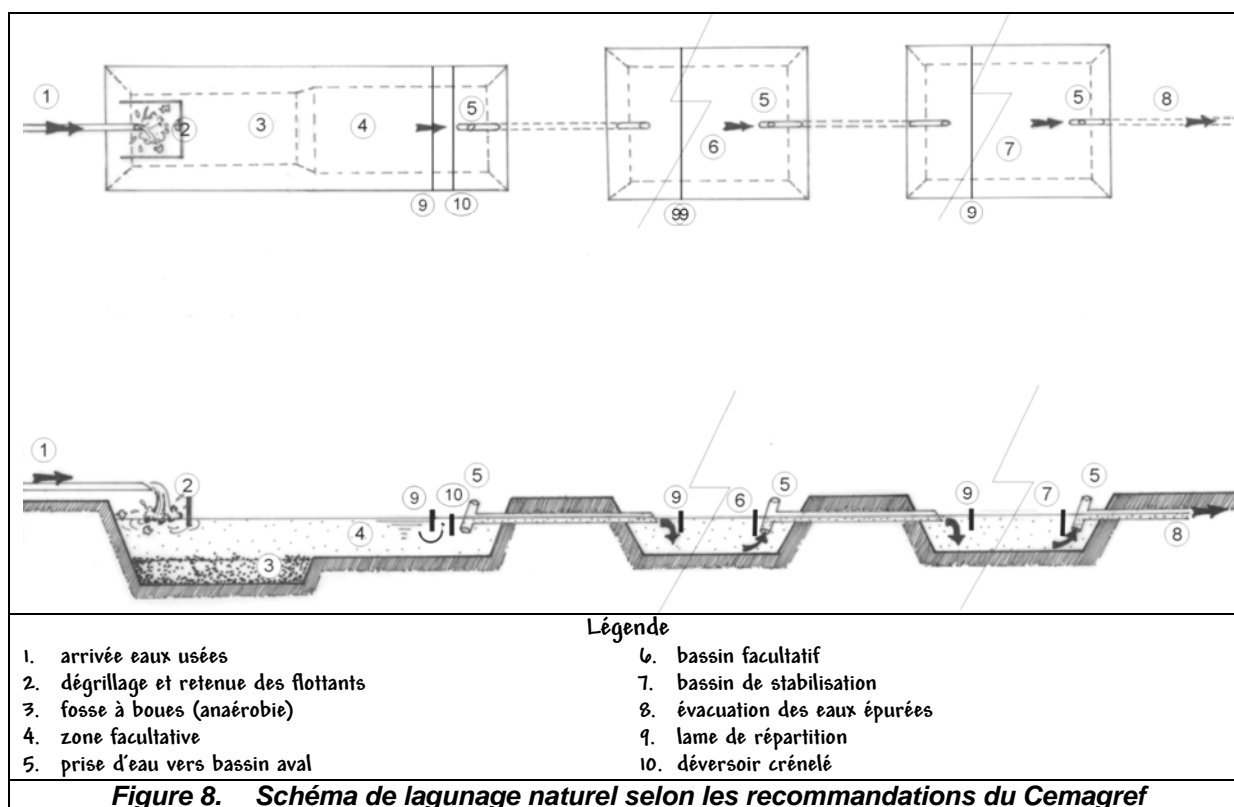 1
2
3
4
5
6
5
7
5
8
9
10
99
9
1
2
9
10
5
4
3
9
6
5
9
7
5
8
Légende
1. arrivée eaux usées
2. dégrillage et retenue des flottants
3. fosse à boues (anaérobie)
4. zone facultative
5. prise d'eau vers bassin aval
6. bassin facultatif
7. bassin de stabilisation
8. évacuation des eaux épurées
9. lame de répartition
10. déversoir crénelé
Figure 8. Schéma de lagunage naturel selon les recommandations du Cemagref